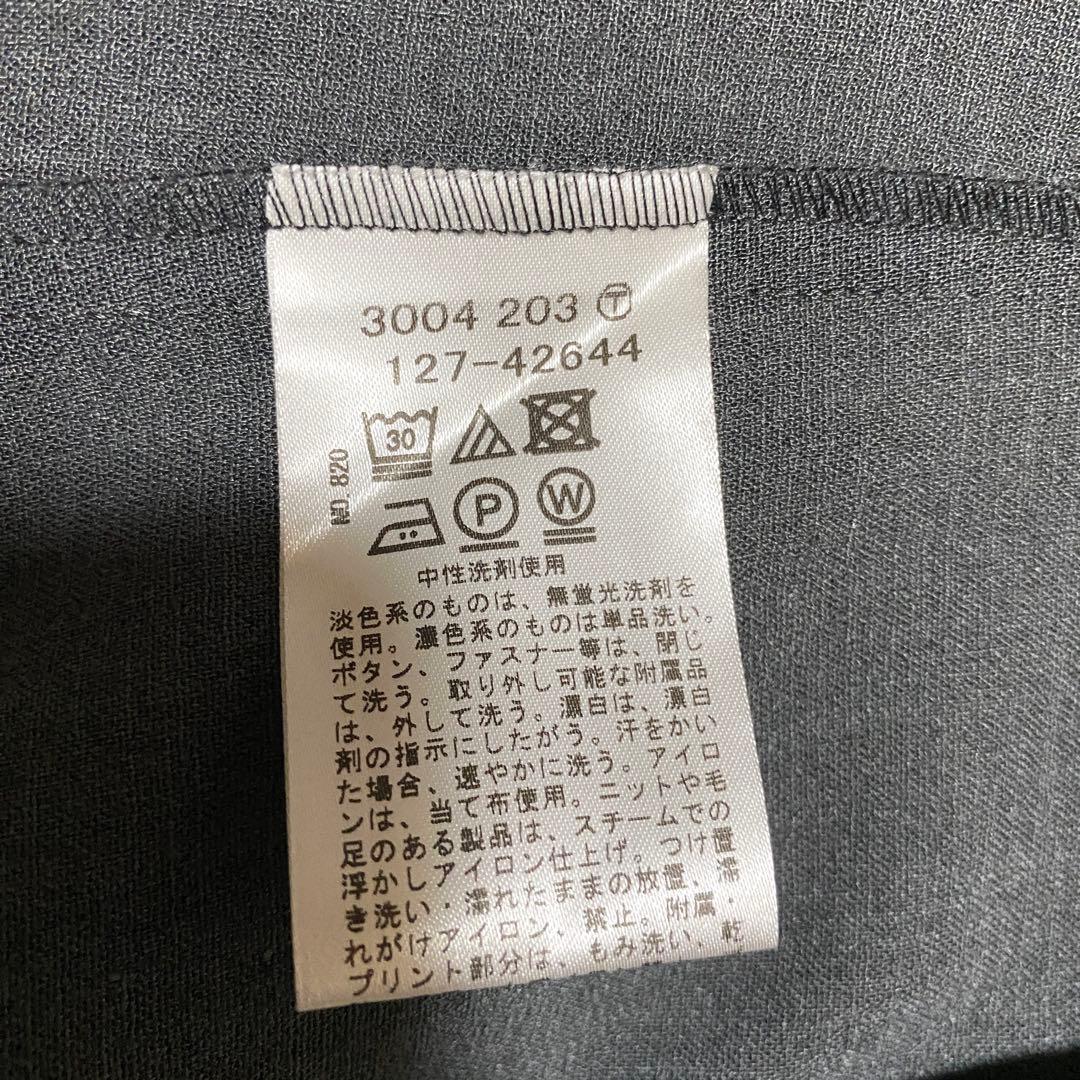 3004 203 Ⓣ
127-42644
NO.820
30
P
W
中性洗剤使用
淡色系のものは、無蛍光洗剤を
使用。濃色系のものは単品洗い。
ボタン、ファスナー等は、閉じ
て洗う。取り外し可能な附属品
は、外して洗う。漂白は、漂白
剤の指示にしたがう。汗をかい
た場合、速やかに洗う。アイロ
ンは、当て布使用。ニットや毛
足のある製品は、スチームでの
浮かしアイロン仕上げ。つけ置
き洗い・濡れたままの放置、濡
れがけアイロン、禁止。附属・
プリント部分は、もみ洗い、乾